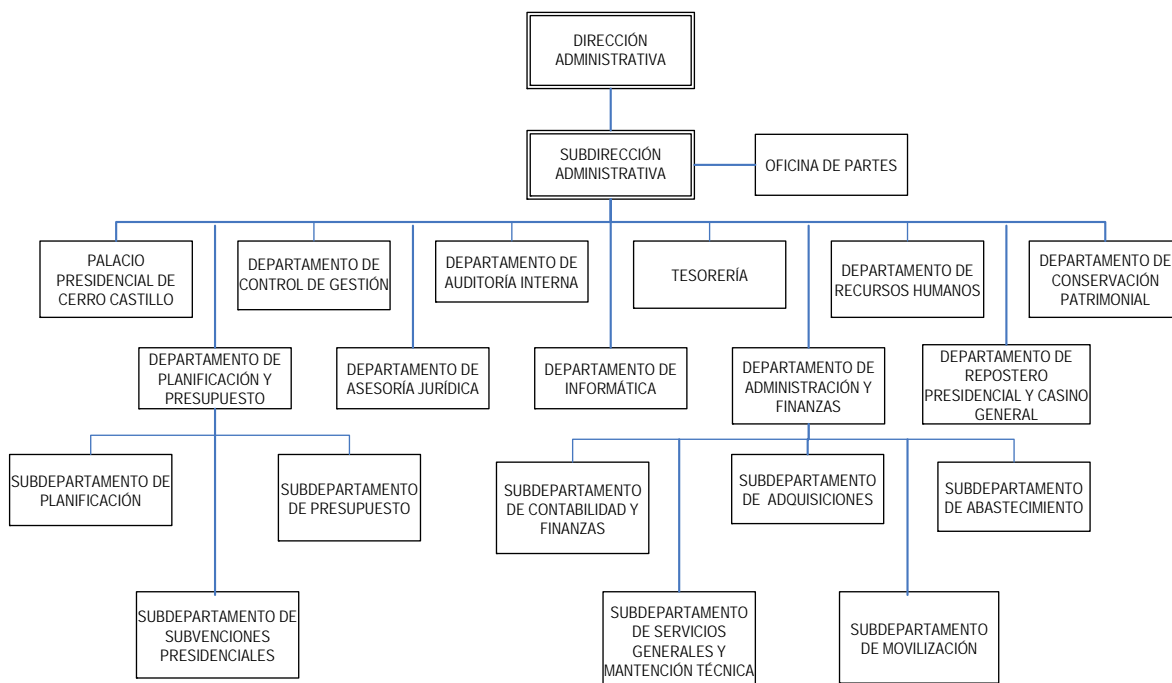 DIRECCIÓN
ADMINISTRATIVA
SUBDIRECCIÓN
ADMINISTRATIVA
OFICINA DE PARTES
PALACIO
PRESIDENCIAL DE
CERRO CASTILLO
DEPARTAMENTO DE
CONTROL DE GESTIÓN
DEPARTAMENTO DE
AUDITORÍA INTERNA
TESORERÍA
DEPARTAMENTO DE
RECURSOS HUMANOS
DEPARTAMENTO DE
CONSERVACIÓN
PATRIMONIAL
DEPARTAMENTO DE
PLANIFICACIÓN Y
PRESUPUESTO
DEPARTAMENTO DE
ASESORÍA JURÍDICA
DEPARTAMENTO DE
INFORMÁTICA
DEPARTAMENTO DE
ADMINISTRACIÓN Y
FINANZAS
DEPARTAMENTO DE
REPOSTERO
PRESIDENCIAL Y CASINO
GENERAL
SUBDEPARTAMENTO DE
PLANIFICACIÓN
SUBDEPARTAMENTO
DE PRESUPUESTO
SUBDEPARTAMENTO
DE CONTABILIDAD Y
FINANZAS
SUBDEPARTAMENTO
DE ADQUISICIONES
SUBDEPARTAMENTO
DE ABASTECIMIENTO
SUBDEPARTAMENTO DE
SUBVENCIONES
PRESIDENCIALES
SUBDEPARTAMENTO
DE SERVICIOS
GENERALES Y
MANTENCIÓN TÉCNICA
SUBDEPARTAMENTO
DE MOVILIZACIÓN